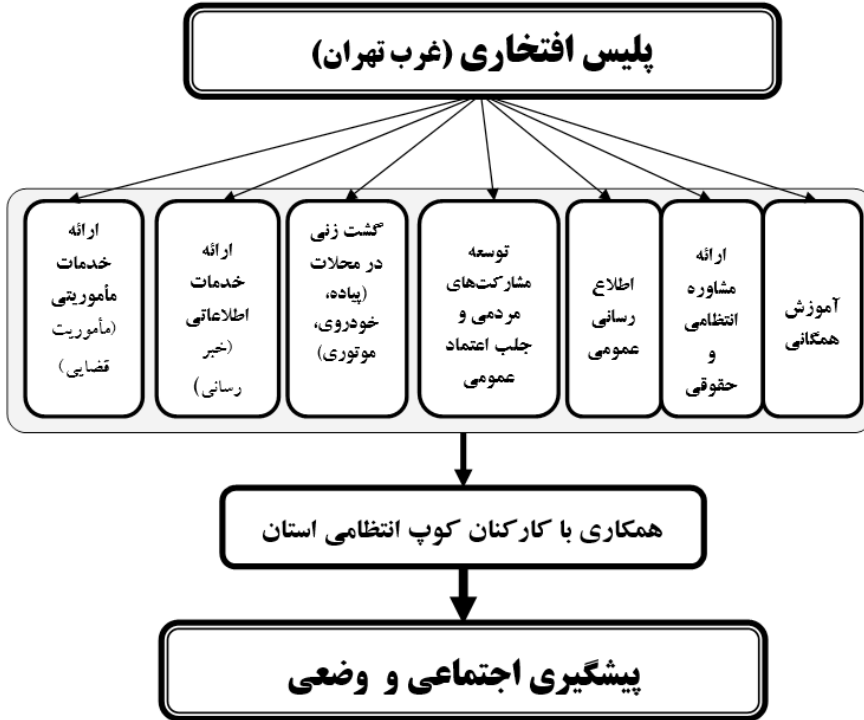 پلیس افتخاری (غرب تهران)
آموزش
همگانی
ارائه
مشاوره
انتظامی
و
حقوقی
اطلاع
رسانی
عمومی
توسعه
مشارکت‌های
مردمی و
جلب اعتماد
عمومی
گشت زنی
در محلات
(پیاده،
خودروی،
موتوری)
ارائه
خدمات
اطلاعاتی
(خبر
رسانی)
ارائه
خدمات
مأموریتی
(مأموریت
قضایی)
همکاری با کارکنان کوپ انتظامی استان
پیشگیری اجتماعی و وضعی